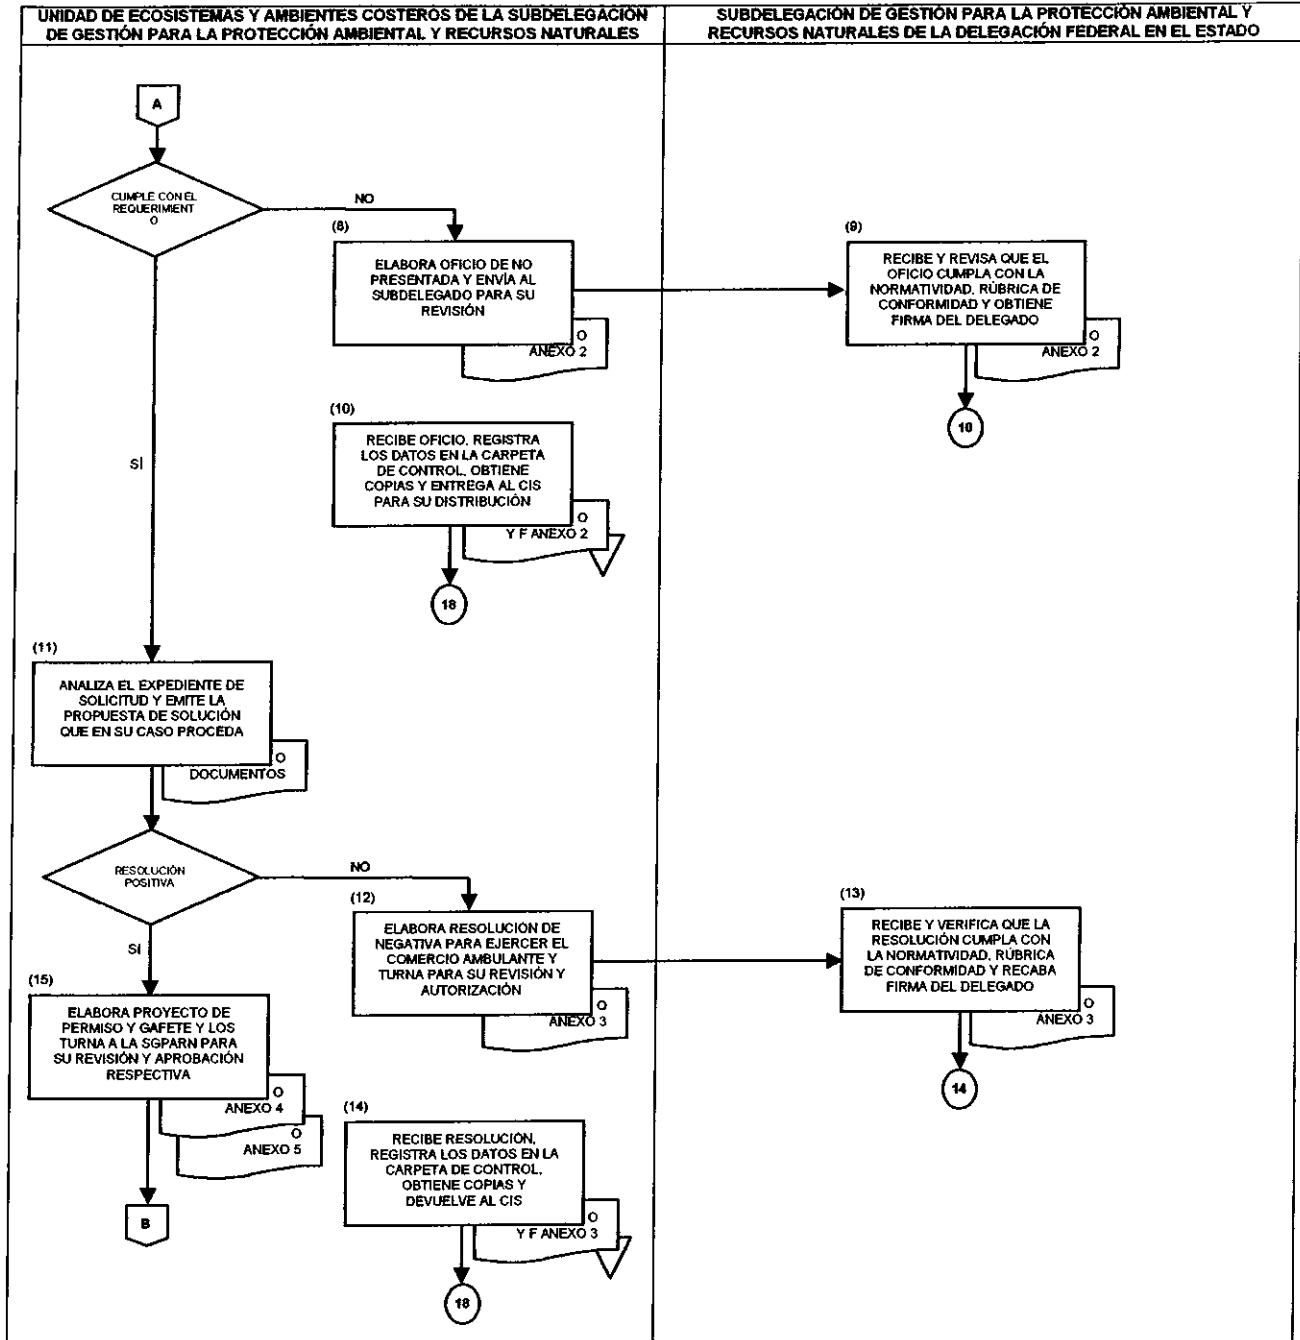 UNIDAD DE ECOSISTEMAS Y AMBIENTES COSTEROS DE LA SUBDELEGACIÓN
DE GESTIÓN PARA LA PROTECCIÓN AMBIENTAL Y RECURSOS NATURALES
SUBDELEGACIÓN DE GESTIÓN PARA LA PROTECCIÓN AMBIENTAL Y
RECURSOS NATURALES DE LA DELEGACIÓN FEDERAL EN EL ESTADO
A
CUMPLE CON EL
REQUERIMIENT
O
NO
(8)
ELABORA OFICIO DE NO
PRESENTADA Y ENVÍA AL
SUBDELEGADO PARA SU
REVISIÓN
O
ANEXO 2
(9)
RECIBE Y REVISA QUE EL
OFICIO CUMPLA CON LA
NORMATIVIDAD, RÚBRICA DE
CONFORMIDAD Y OBTIENE
FIRMA DEL DELEGADO
O
ANEXO 2
10
(10)
RECIBE OFICIO, REGISTRA
LOS DATOS EN LA CARPETA
DE CONTROL, OBTIENE
COPIAS Y ENTREGA AL CIS
PARA SU DISTRIBUCIÓN
O
Y F ANEXO 2
18
SÍ
(11)
ANALIZA EL EXPEDIENTE DE
SOLICITUD Y EMITE LA
PROPUESTA DE SOLUCIÓN
QUE EN SU CASO PROCEDA
O
DOCUMENTOS
RESOLUCIÓN
POSITIVA
NO
(12)
ELABORA RESOLUCIÓN DE
NEGATIVA PARA EJERCER EL
COMERCIO AMBULANTE Y
TURNA PARA SU REVISIÓN Y
AUTORIZACIÓN
O
ANEXO 3
(13)
RECIBE Y VERIFICA QUE LA
RESOLUCIÓN CUMPLA CON
LA NORMATIVIDAD, RÚBRICA
DE CONFORMIDAD Y RECABA
FIRMA DEL DELEGADO
O
ANEXO 3
14
SI
(15)
ELABORA PROYECTO DE
PERMISO Y GAFETE Y LOS
TURNA A LA SGPARN PARA
SU REVISIÓN Y APROBACIÓN
RESPECTIVA
O
ANEXO 4
O
ANEXO 5
B
(14)
RECIBE RESOLUCIÓN,
REGISTRA LOS DATOS EN LA
CARPETA DE CONTROL,
OBTIENE COPIAS Y
DEVUELVE AL CIS
O
Y F ANEXO 3
18